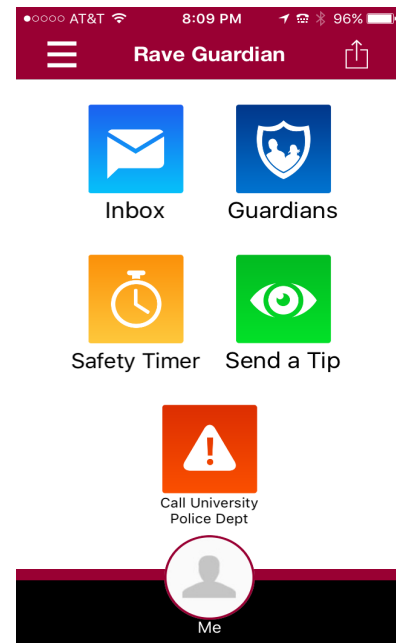 AT&T 8:09 PM 96%
Rave Guardian
Inbox Guardians
Safety Timer Send a Tip
Call University
Police Dept
Me